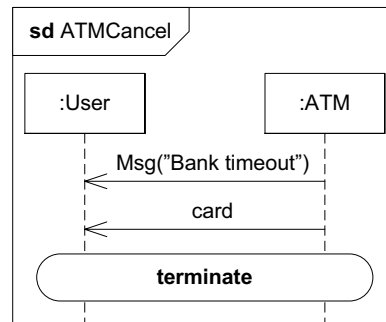 sd ATMCancel
:User
:ATM
Msg(”Bank timeout”)
card
terminate